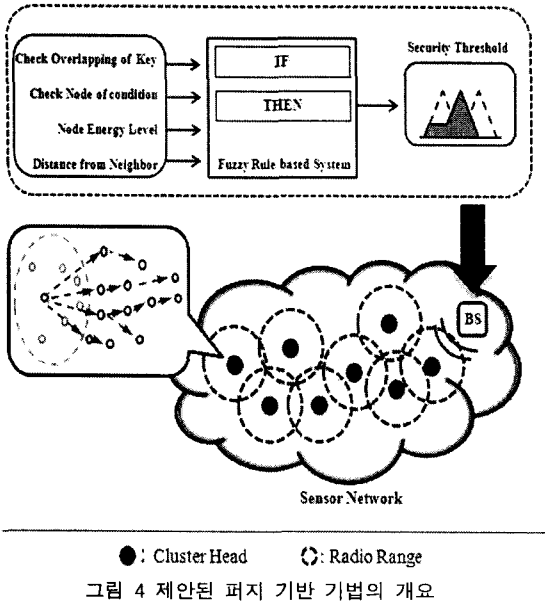 Check Overlapping of Key
Check Node of condition
Node Energy Level
Distance from Neighbor
IF
THEN
Fuzzy Rule based System
Security Threshold
BS
Sensor Network
: Cluster Head
: Radio Range
그림 4 제안된 퍼지 기반 기법의 개요